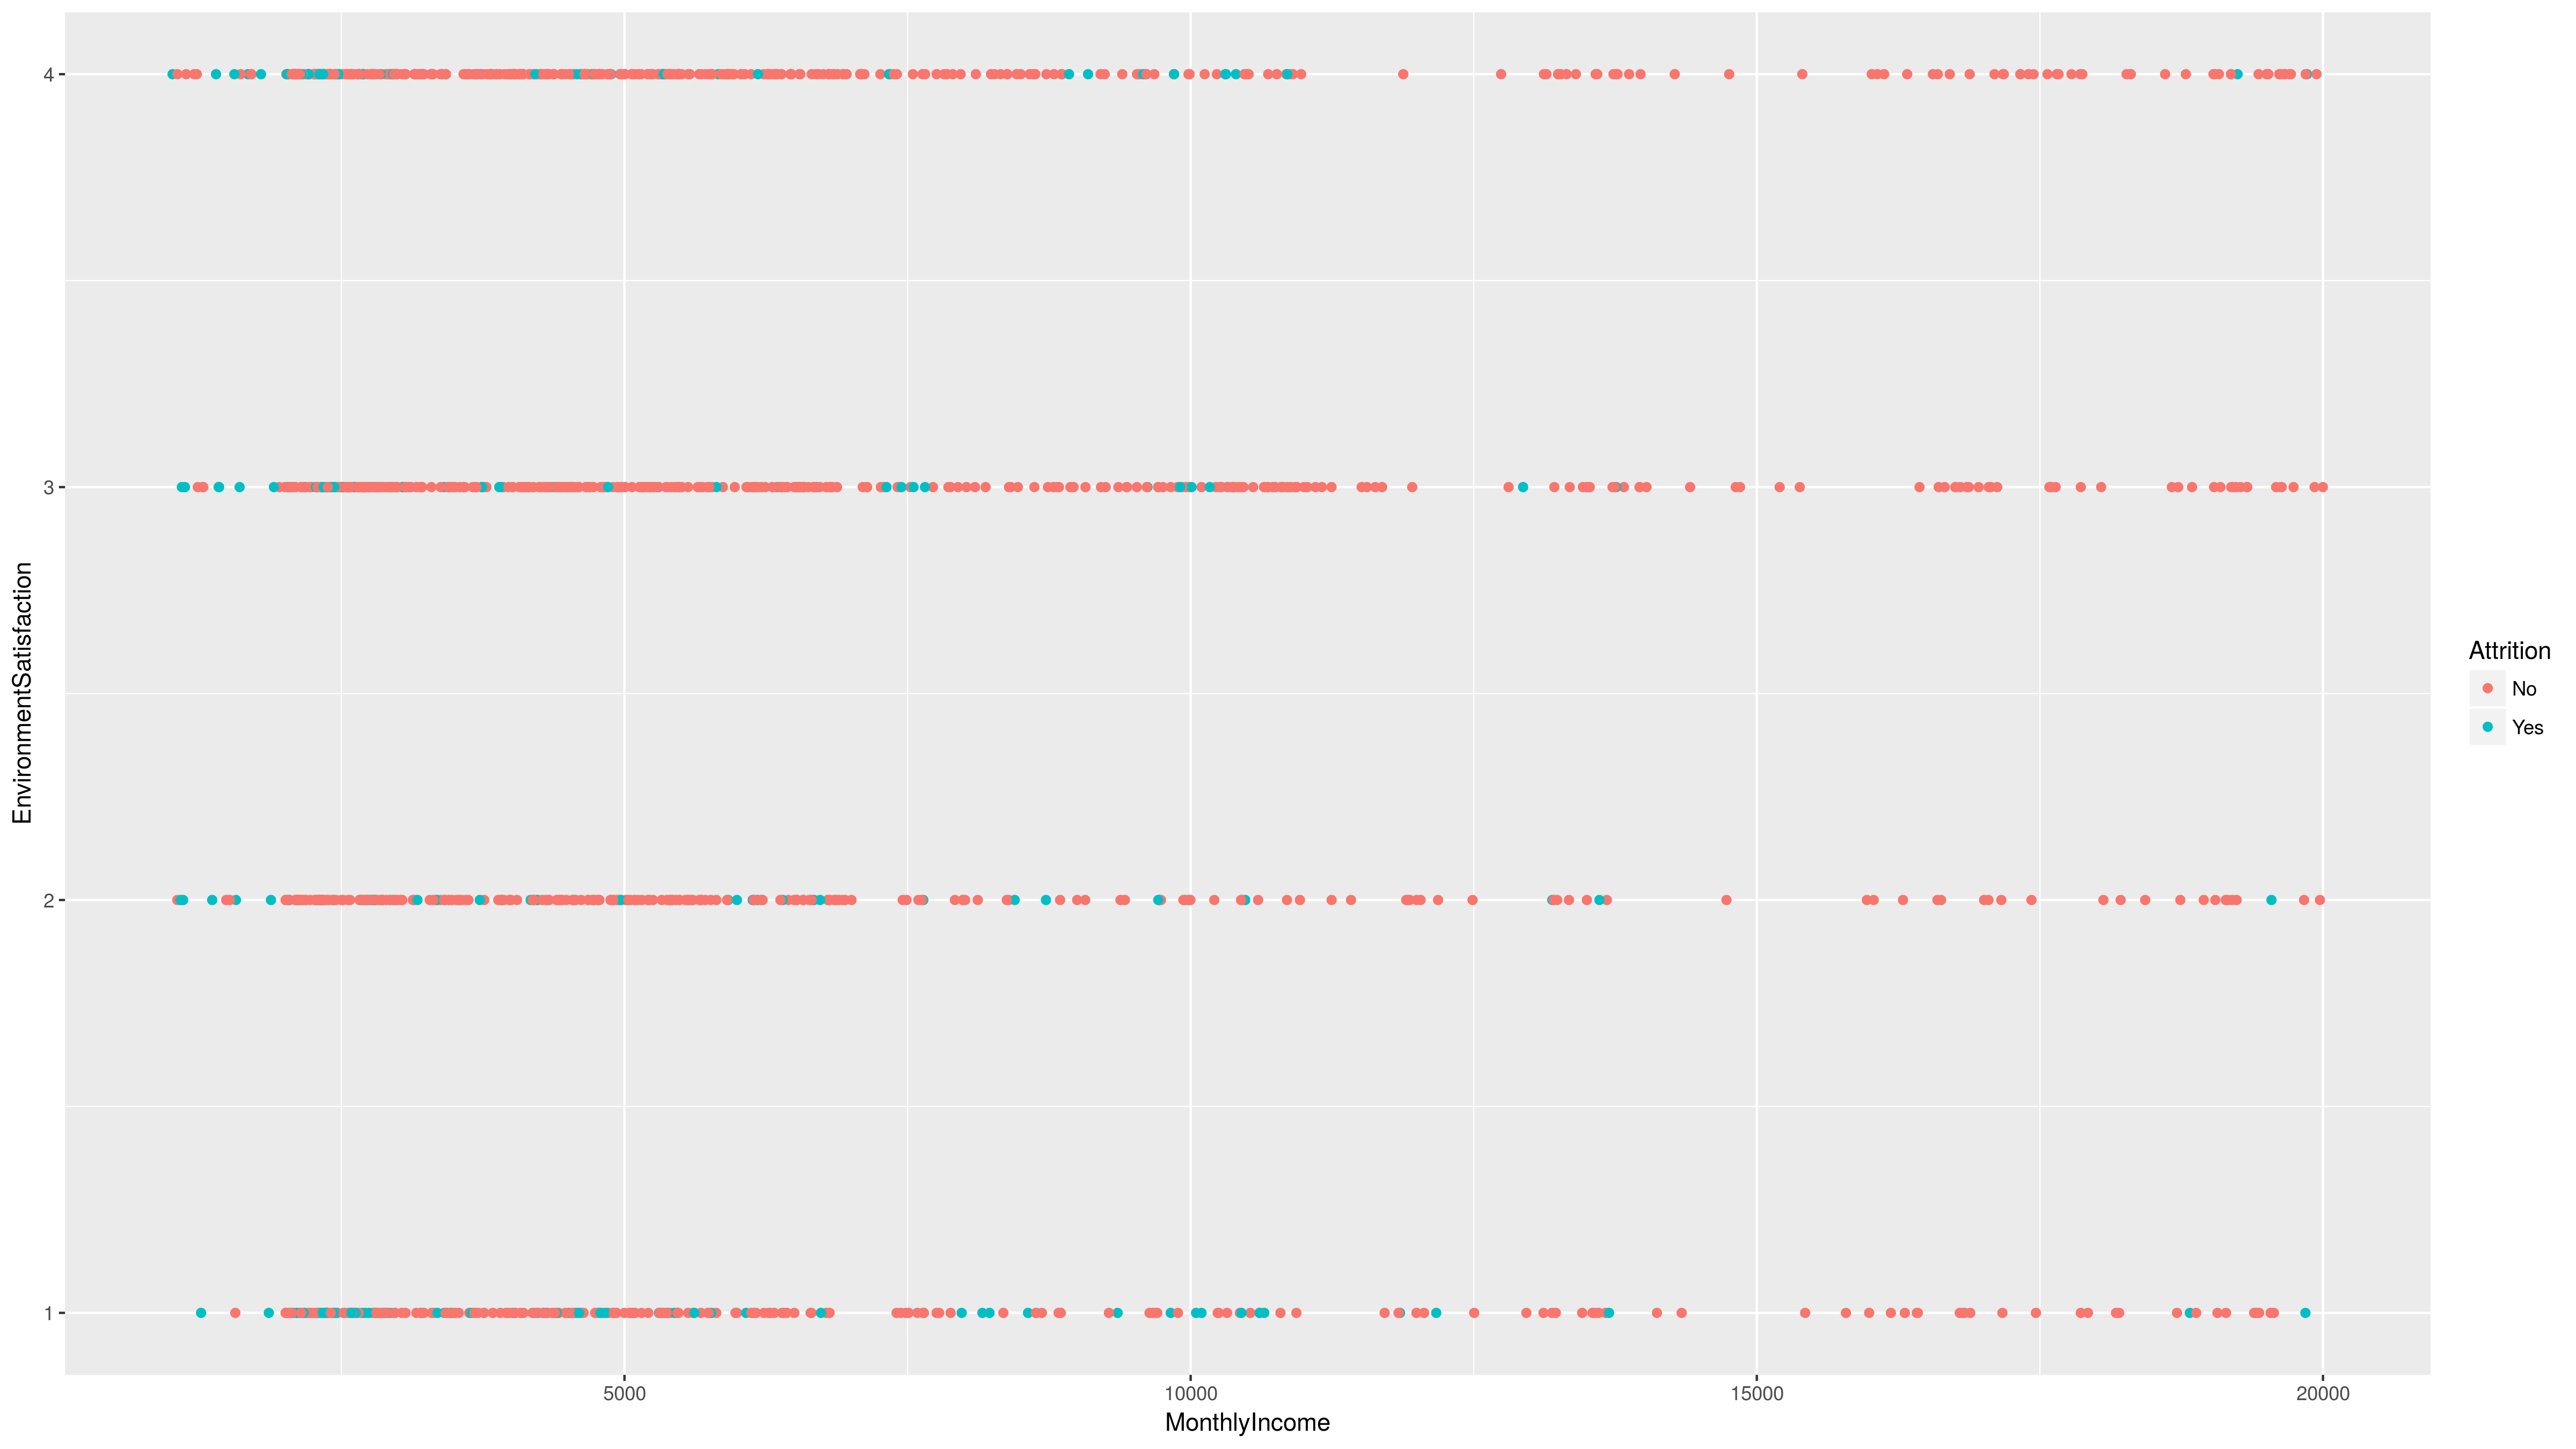 4
3
2
1
EnvironmentSatisfaction
5000
10000
15000
20000
MonthlyIncome
Attrition
No
Yes